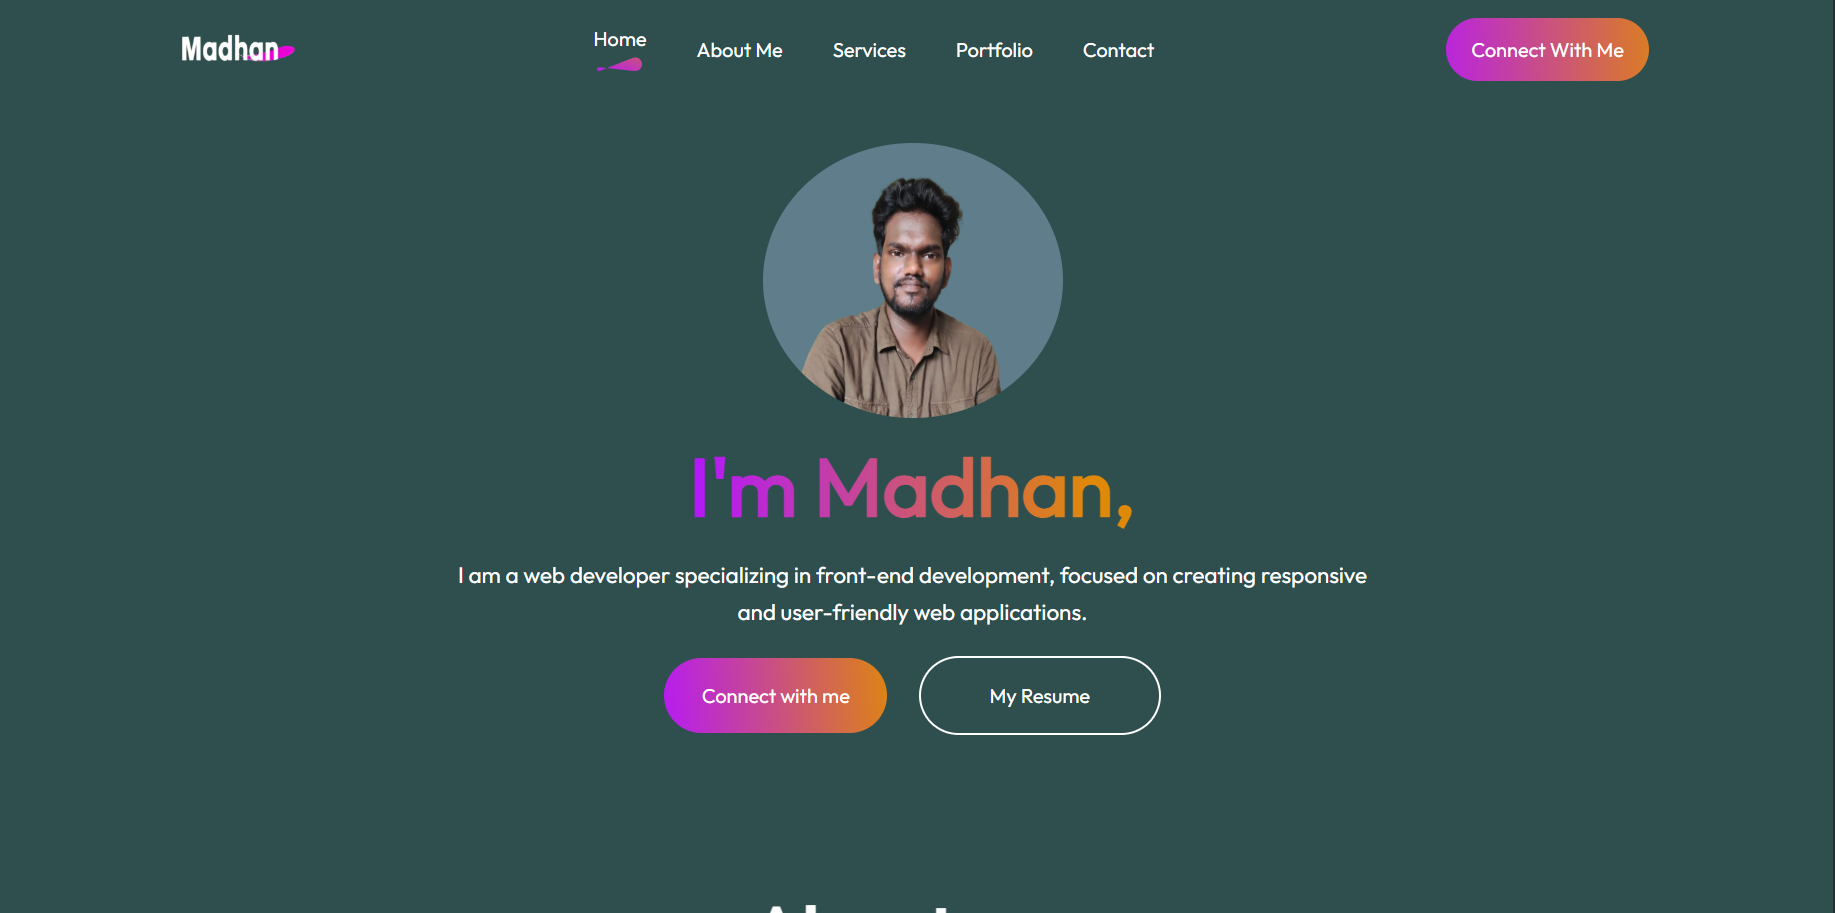 Madhan
Home
About Me
Services
Portfolio
Contact
Connect With Me
I'm Madhan,
I am a web developer specializing in front-end development, focused on creating responsive
and user-friendly web applications.
Connect with me
My Resume